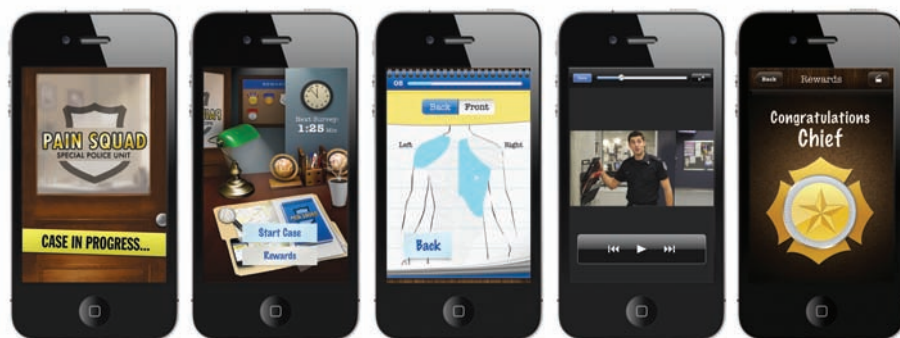 PAIN SQUAD
SPECIAL POLICE UNIT
CASE IN PROGRESS...
Next Survey:
1:25 Min
Start Case
Rewards
08
Back Front
Left Right
Back
Back Rewards
Congratulations
Chief